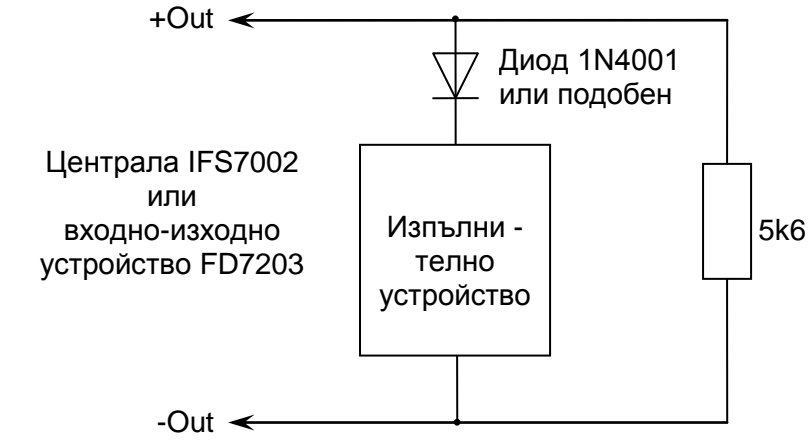 +Out
Диод 1N4001
или подобен
Централа IFS7002
или
входно-изходно
устройство FD7203
Изпълни -
телно
устройство
5k6
-Out